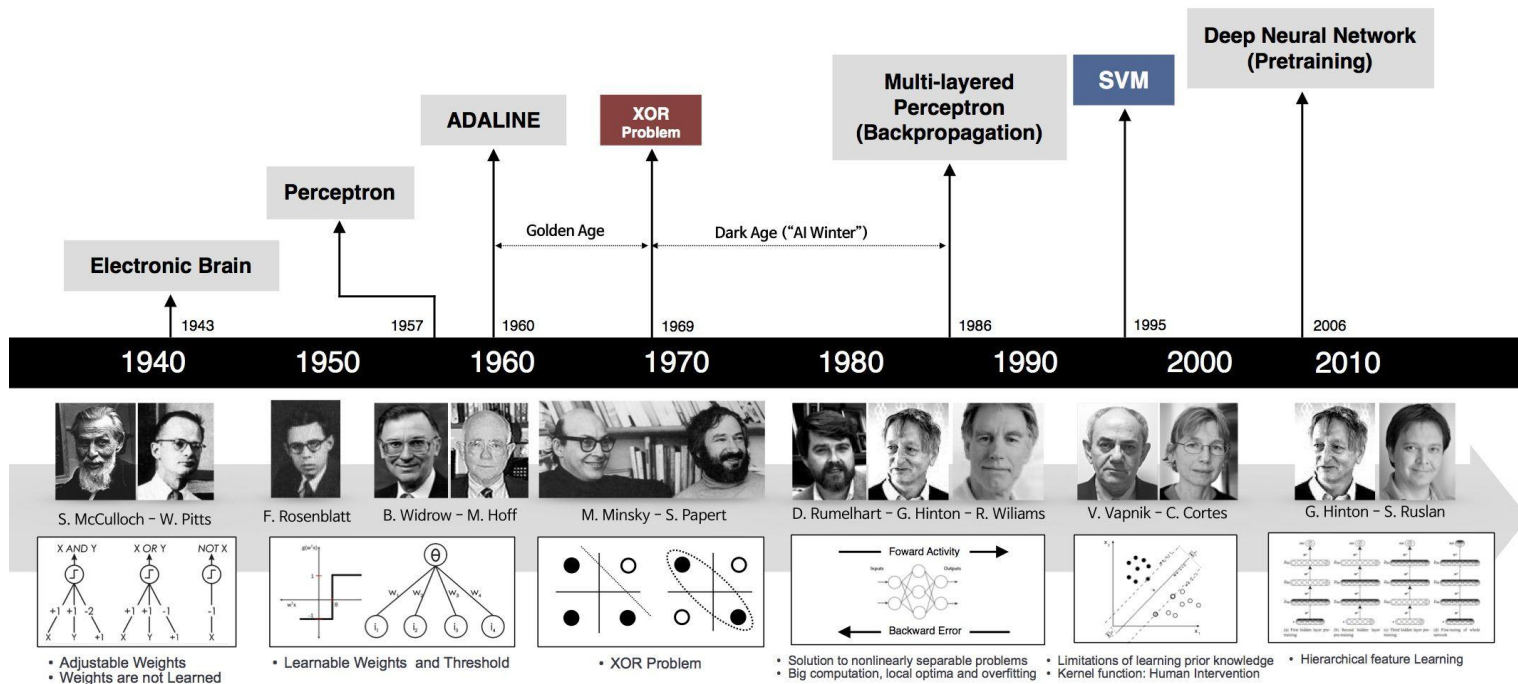 Deep Neural Network
(Pretraining)
Multi-layered
Perceptron
(Backpropagation)
SVM
ADALINE
XOR
Problem
Perceptron
Golden Age
Dark Age ("AI Winter")
Electronic Brain
1943
1957
1960
1969
1986
1995
2006
1940
1950
1960
1970
1980
1990
2000
2010
S. McCulloch – W. Pitts
F. Rosenblatt
B. Widrow – M. Hoff
M. Minsky – S. Papert
D. Rumelhart – G. Hinton – R. Wiliams
V. Vapnik – C. Cortes
G. Hinton – S. Ruslan
X AND Y
X OR Y
NOT X
+1 +1 -2
+1 +1 -1
-1
X Y +1
X Y +1
X
θ
Foward Activity
Inputs
Outputs
Backward Error
• Adjustable Weights
• Weights are not Learned
• Learnable Weights and Threshold
• XOR Problem
• Solution to nonlinearly separable problems
• Big computation, local optima and overfitting
• Limitations of learning prior knowledge
• Kernel function: Human Intervention
• Hierarchical feature Learning